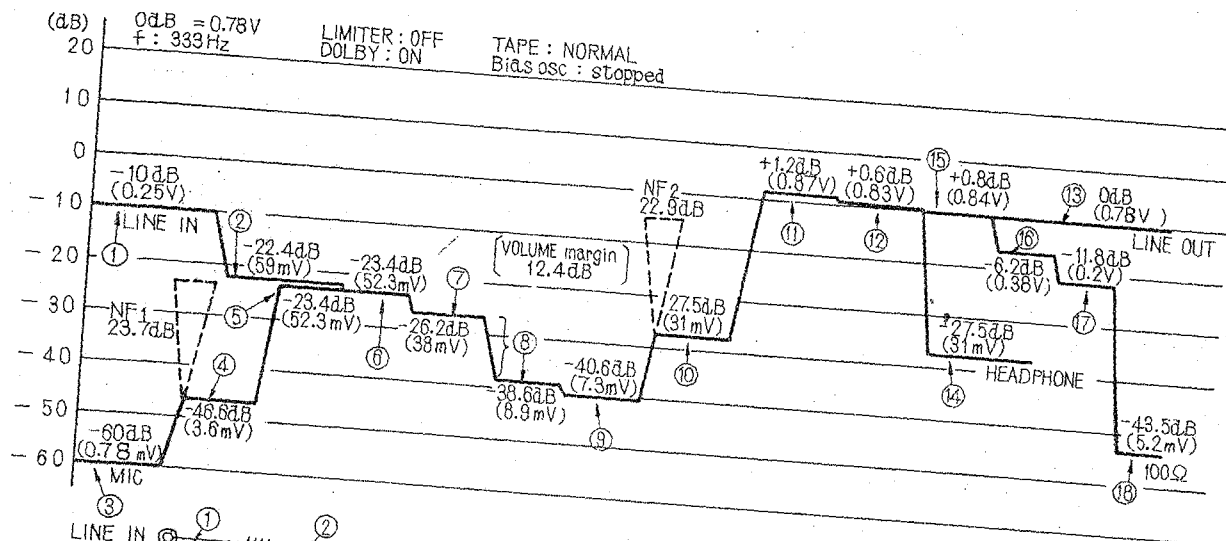 (dB)
0dB = 0.78V
f : 333Hz
LIMITER : OFF
DOLBY : ON
TAPE : NORMAL
Bias osc : stopped
20
10
0
-10
-20
-30
-40
-50
-60
-10dB
(0.25V)
LINE IN
①
②
-22.4dB
(59mV)
-23.4dB
(52.3mV)
⑦
[VOLUME margin
12.4dB]
NF2
22.9dB
+1.2dB
(0.87V)
⑪
+0.6dB
(0.83V)
⑫
⑮
+0.8dB
(0.84V)
⑬
0dB
(0.78V)
LINE OUT
⑯
-6.2dB
(0.38V)
-11.8dB
(0.2V)
⑰
NF1
23.7dB
⑤
-23.4dB
(52.3mV)
⑥
-26.2dB
(38mV)
⑧
-27.5dB
(31mV)
⑩
-27.5dB
(31mV)
HEADPHONE
⑭
④
-46.6dB
(3.6mV)
-38.6dB
(8.9mV)
-40.6dB
(7.3mV)
⑨
-43.5dB
(5.2mV)
100Ω
⑱
-60dB
(0.78mV)
MIC
③
LINE IN
①
②